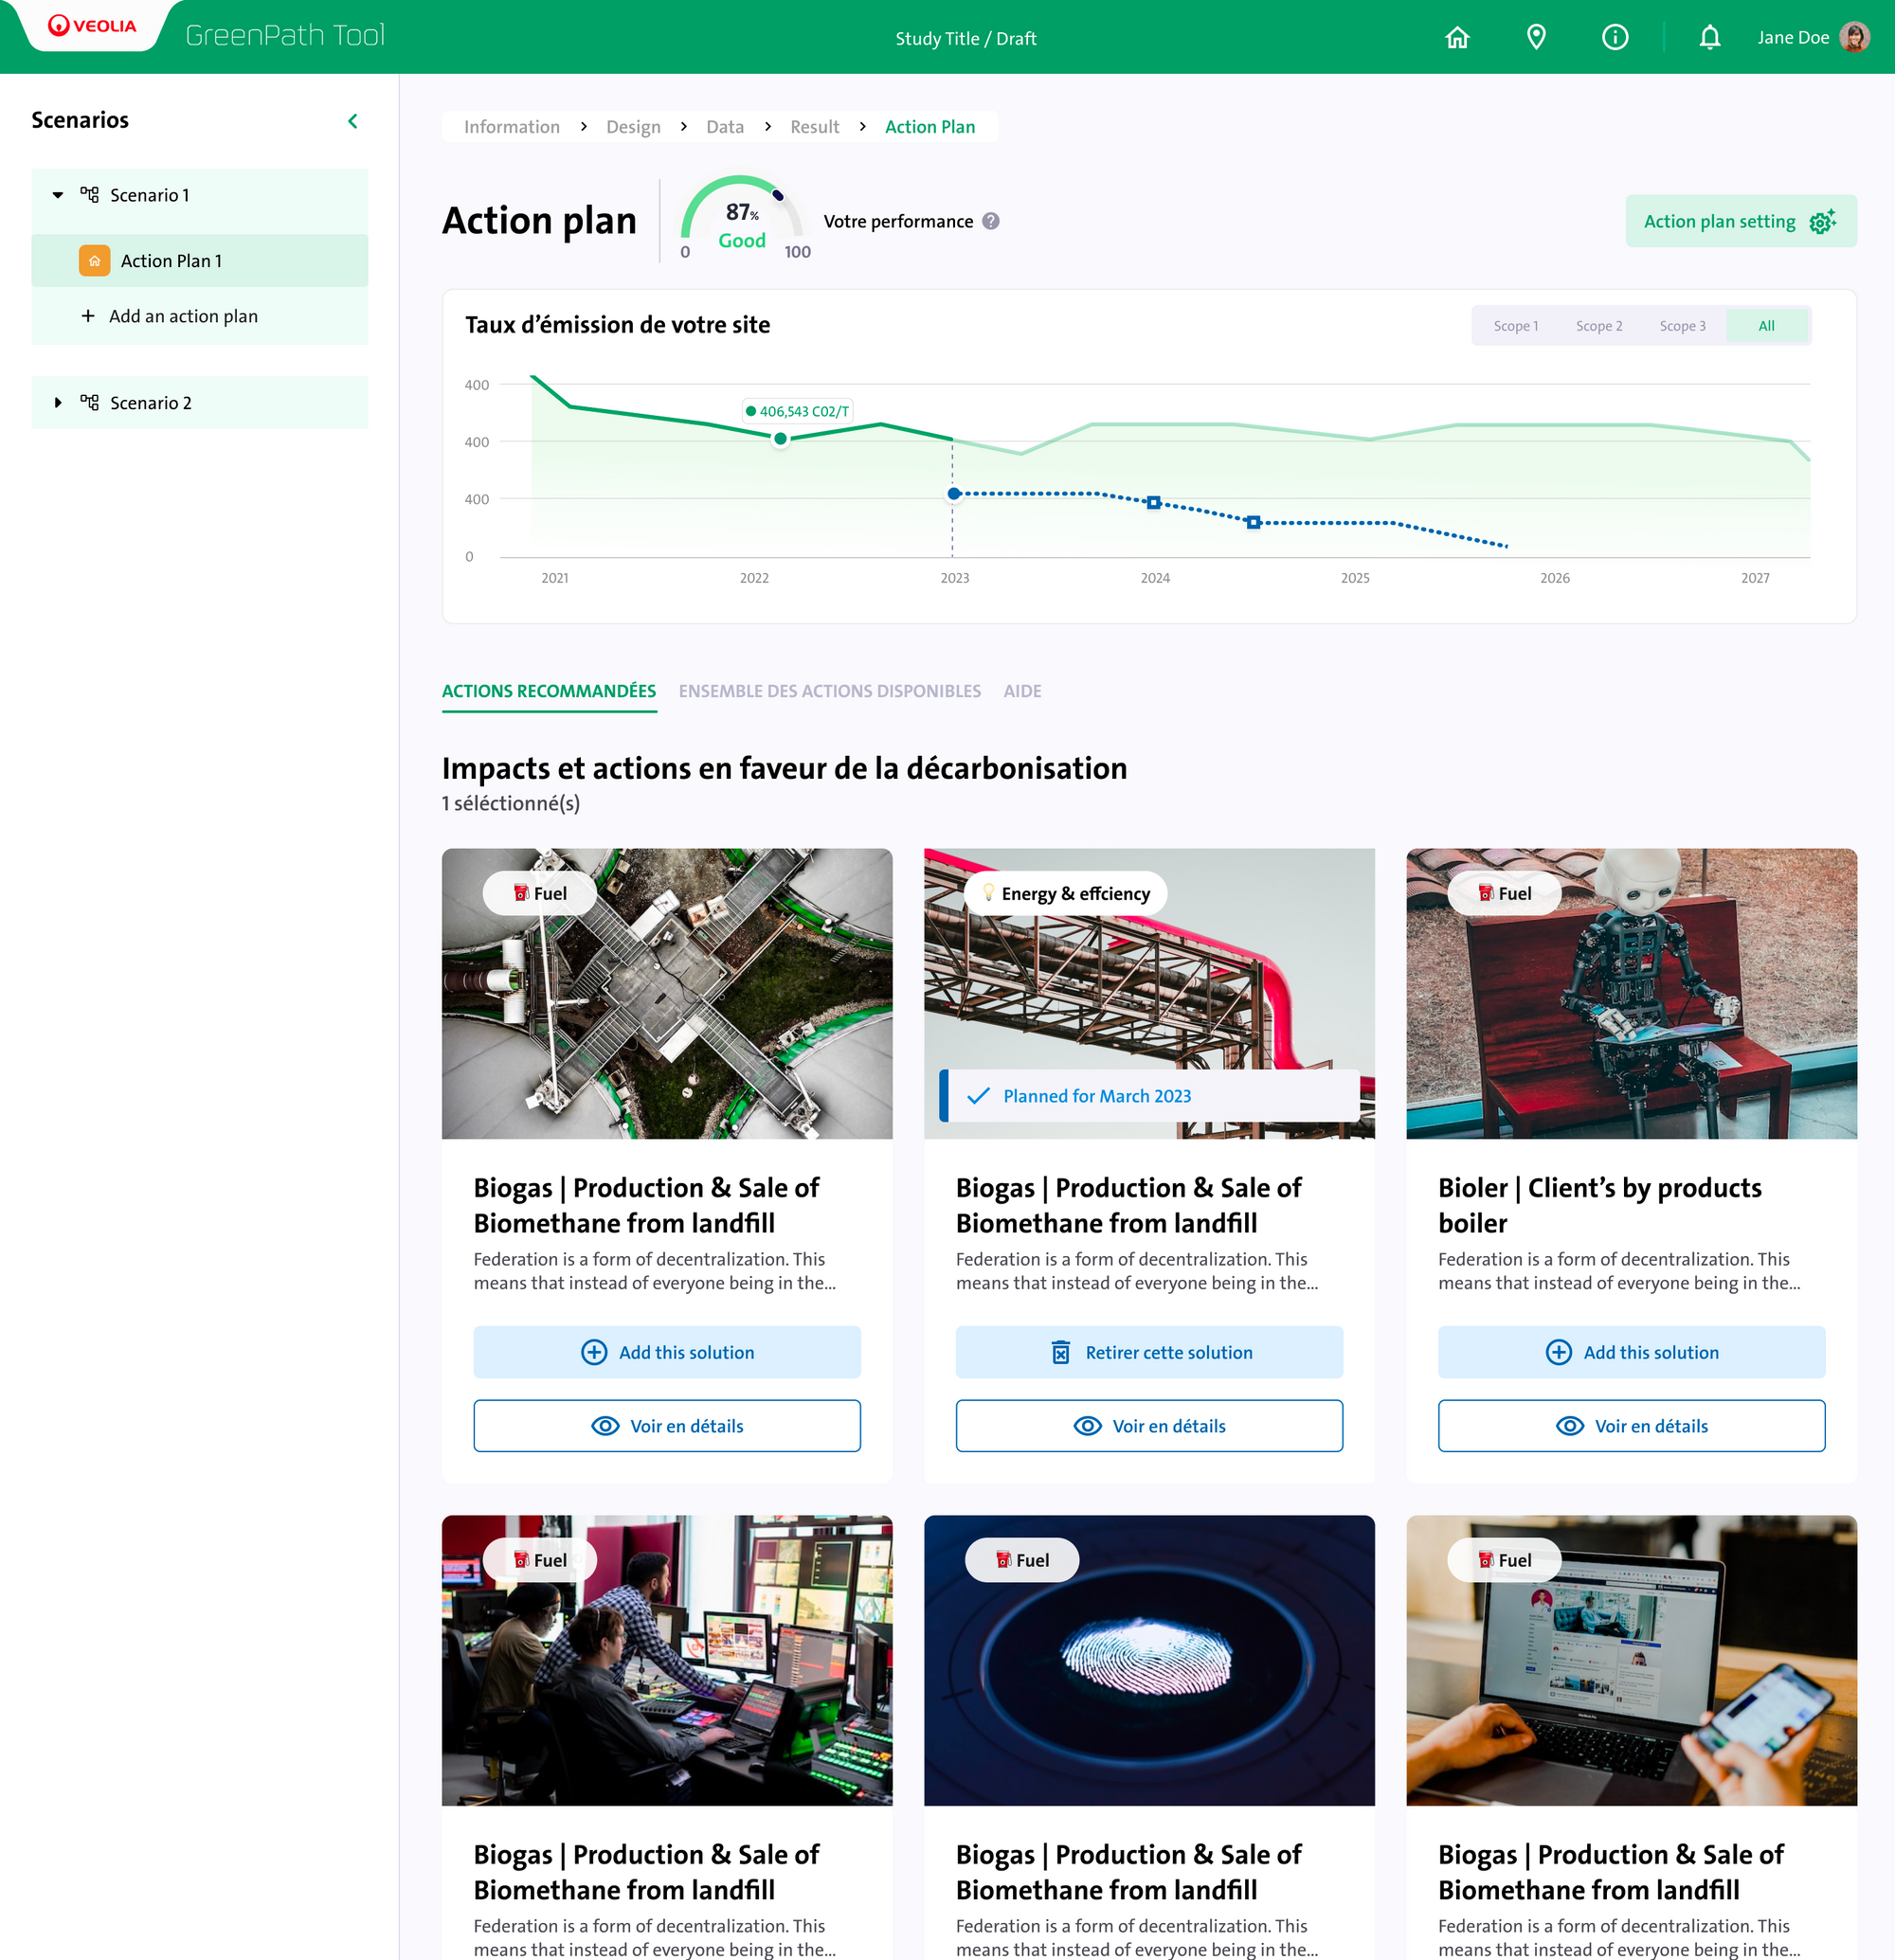 VEOLIA
GreenPath Tool
Study Title / Draft
Jane Doe
Scenarios
Scenario 1
Action Plan 1
Add an action plan
Scenario 2
Information > Design > Data > Result > Action Plan
Action plan
87%
Good
0
100
Votre performance ?
Action plan setting
Taux d’émission de votre site
Scope 1
Scope 2
Scope 3
All
400
406,543 C02/T
400
400
0
2021
2022
2023
2024
2025
2026
2027
ACTIONS RECOMMANDÉES
ENSEMBLE DES ACTIONS DISPONIBLES
AIDE
Impacts et actions en faveur de la décarbonisation
1 séléctionné(s)
Fuel
Biogas | Production & Sale of
Biomethane from landfill
Federation is a form of decentralization. This
means that instead of everyone being in the...
Add this solution
Voir en détails
Energy & effciency
Planned for March 2023
Biogas | Production & Sale of
Biomethane from landfill
Federation is a form of decentralization. This
means that instead of everyone being in the...
Retirer cette solution
Voir en détails
Fuel
Bioler | Client’s by products
boiler
Federation is a form of decentralization. This
means that instead of everyone being in the...
Add this solution
Voir en détails
Fuel
Biogas | Production & Sale of
Biomethane from landfill
Federation is a form of decentralization. This
means that instead of everyone being in the...
Fuel
Biogas | Production & Sale of
Biomethane from landfill
Federation is a form of decentralization. This
means that instead of everyone being in the...
Fuel
Biogas | Production & Sale of
Biomethane from landfill
Federation is a form of decentralization. This
means that instead of everyone being in the...